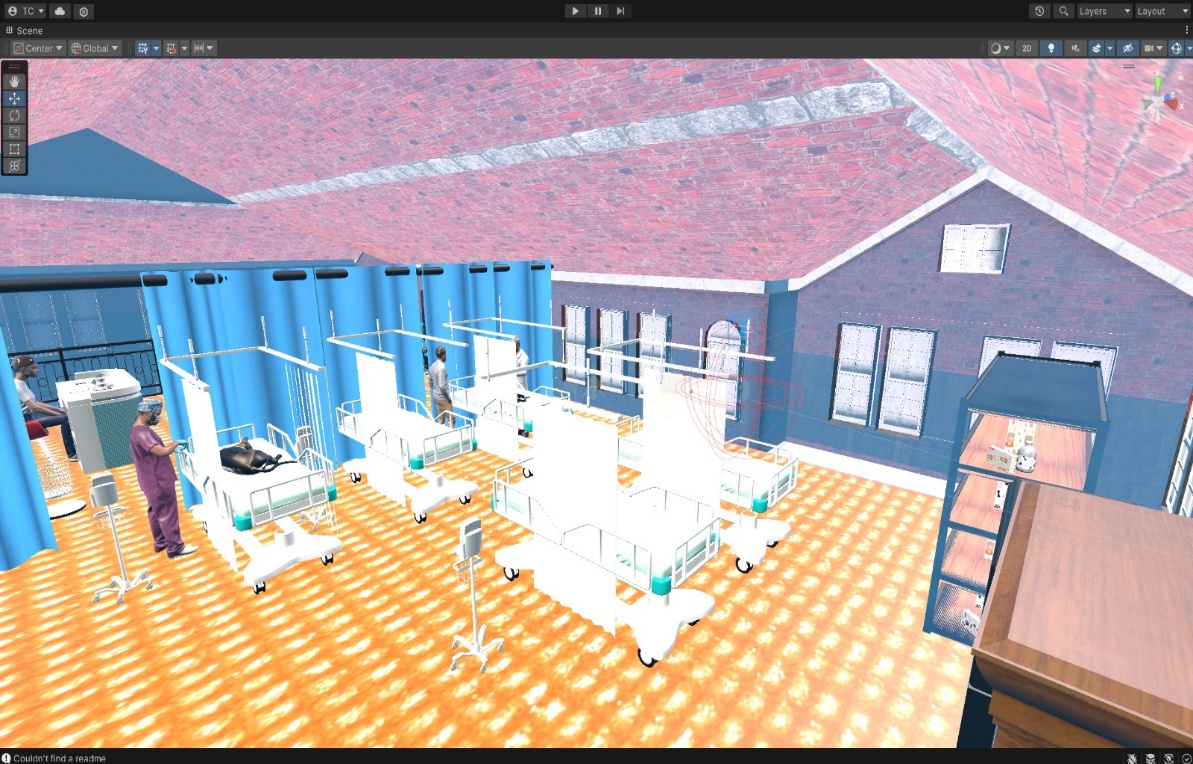 TC
Layers
Layout
Scene
Center
Global
2D
Couldn't find a readme